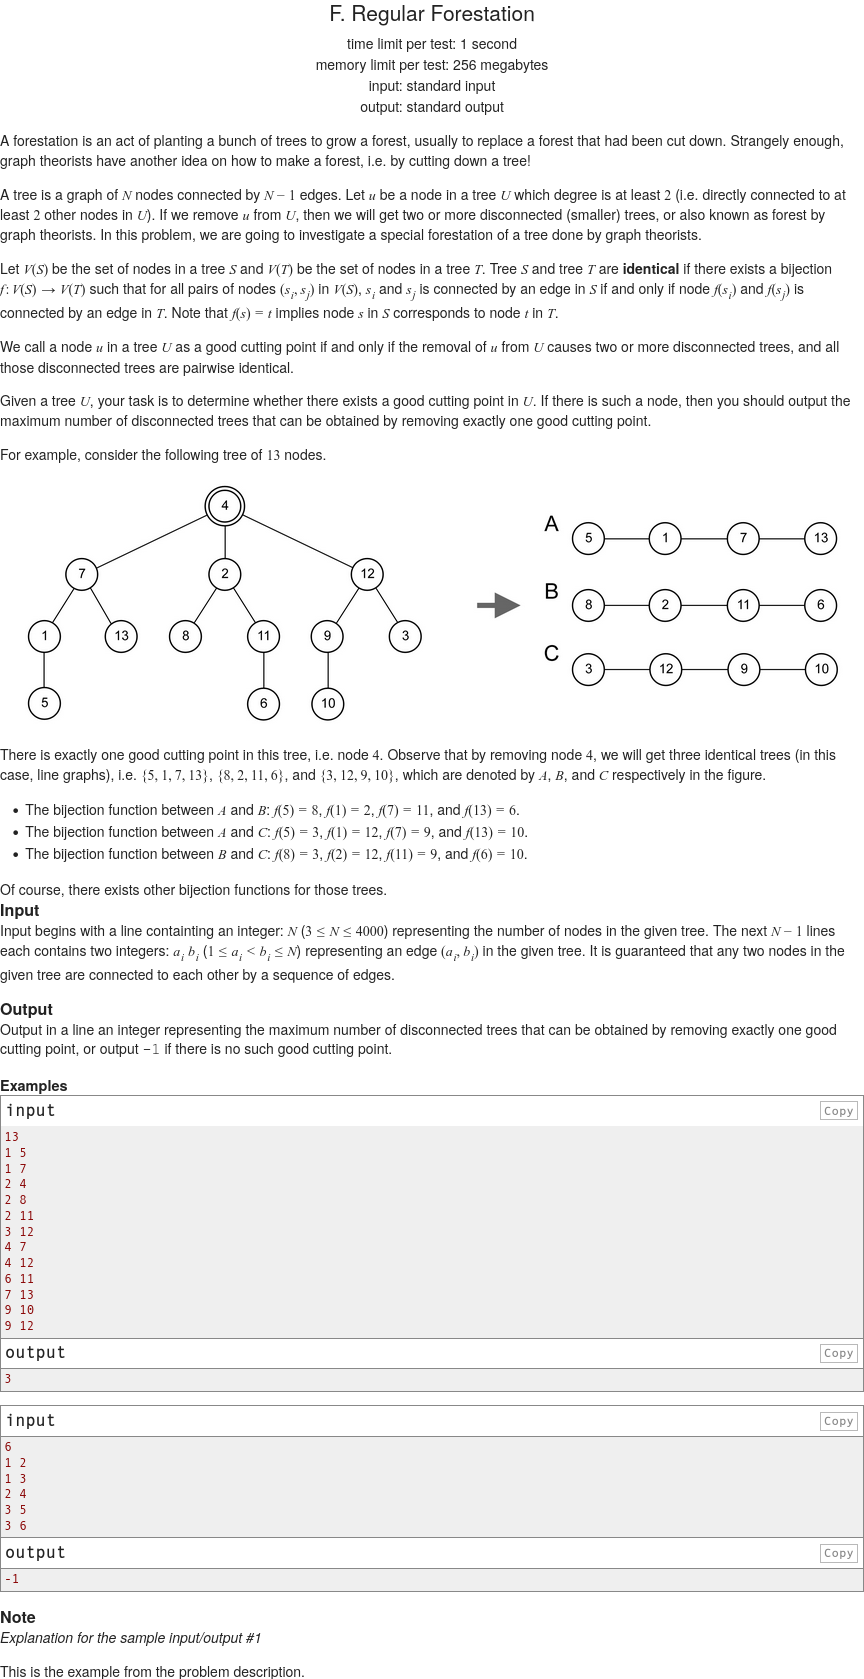 F. Regular Forestation
time limit per test: 1 second
memory limit per test: 256 megabytes
input: standard input
output: standard output
A forestation is an act of planting a bunch of trees to grow a forest, usually to replace a forest that had been cut down. Strangely enough,
graph theorists have another idea on how to make a forest, i.e. by cutting down a tree!
A tree is a graph of N nodes connected by N − 1 edges. Let u be a node in a tree U which degree is at least 2 (i.e. directly connected to at
least 2 other nodes in U). If we remove u from U, then we will get two or more disconnected (smaller) trees, or also known as forest by
graph theorists. In this problem, we are going to investigate a special forestation of a tree done by graph theorists.
Let V(S) be the set of nodes in a tree S and V(T) be the set of nodes in a tree T. Tree S and tree T are identical if there exists a bijection
f: V(S) → V(T) such that for all pairs of nodes (s_i, s_j) in V(S), s_i and s_j is connected by an edge in S if and only if node f(s_i) and f(s_j) is
connected by an edge in T. Note that f(s) = t implies node s in S corresponds to node t in T.
We call a node u in a tree U as a good cutting point if and only if the removal of u from U causes two or more disconnected trees, and all
those disconnected trees are pairwise identical.
Given a tree U, your task is to determine whether there exists a good cutting point in U. If there is such a node, then you should output the
maximum number of disconnected trees that can be obtained by removing exactly one good cutting point.
For example, consider the following tree of 13 nodes.
4
7 2 12
1 13 8 11 9 3
5 6 10
A 5 1 7 13
B 8 2 11 6
C 3 12 9 10
There is exactly one good cutting point in this tree, i.e. node 4. Observe that by removing node 4, we will get three identical trees (in this
case, line graphs), i.e. {5, 1, 7, 13}, {8, 2, 11, 6}, and {3, 12, 9, 10}, which are denoted by A, B, and C respectively in the figure.
• The bijection function between A and B: f(5) = 8, f(1) = 2, f(7) = 11, and f(13) = 6.
• The bijection function between A and C: f(5) = 3, f(1) = 12, f(7) = 9, and f(13) = 10.
• The bijection function between B and C: f(8) = 3, f(2) = 12, f(11) = 9, and f(6) = 10.
Of course, there exists other bijection functions for those trees.
Input
Input begins with a line containting an integer: N (3 ≤ N ≤ 4000) representing the number of nodes in the given tree. The next N − 1 lines
each contains two integers: a_i b_i (1 ≤ a_i < b_i ≤ N) representing an edge (a_i, b_i) in the given tree. It is guaranteed that any two nodes in the
given tree are connected to each other by a sequence of edges.
Output
Output in a line an integer representing the maximum number of disconnected trees that can be obtained by removing exactly one good
cutting point, or output −1 if there is no such good cutting point.
Examples
input Copy
13
1 5
1 7
2 4
2 8
2 11
3 12
4 7
4 12
6 11
7 13
9 10
9 12
output Copy
3
input Copy
6
1 2
1 3
2 4
3 5
3 6
output Copy
-1
Note
Explanation for the sample input/output #1
This is the example from the problem description.